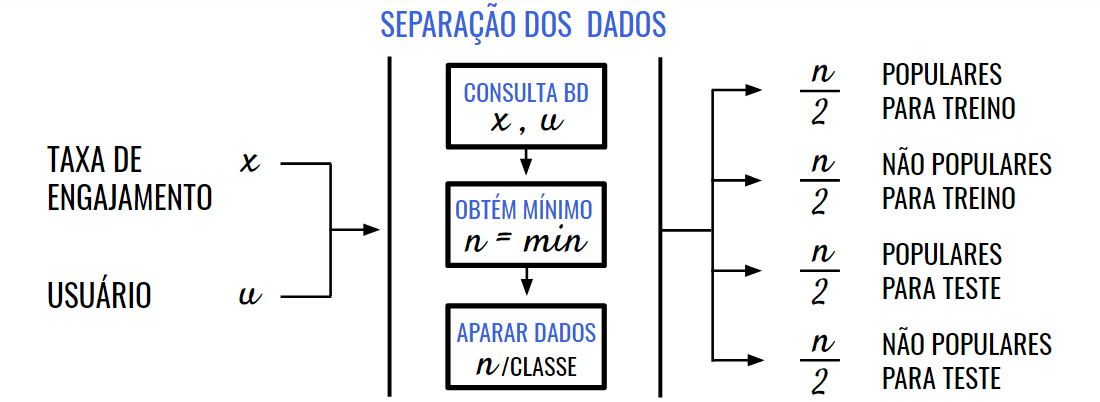 SEPARAÇÃO DOS DADOS
TAXA DE
ENGAJAMENTO x
USUÁRIO u
CONSULTA BD
x , u
OBTÉM MÍNIMO
n = min
APARAR DADOS
n/CLASSE
n
2
POPULARES
PARA TREINO
n
2
NÃO POPULARES
PARA TREINO
n
2
POPULARES
PARA TESTE
n
2
NÃO POPULARES
PARA TESTE